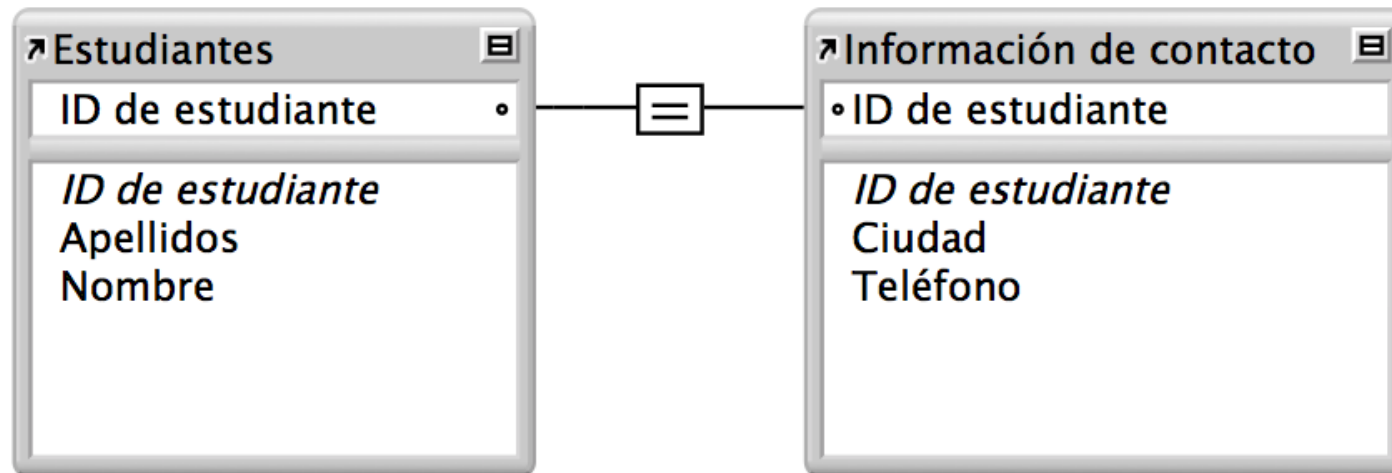 Estudiantes
ID de estudiante
ID de estudiante
Apellidos
Nombre
=
Información de contacto
ID de estudiante
ID de estudiante
Ciudad
Teléfono